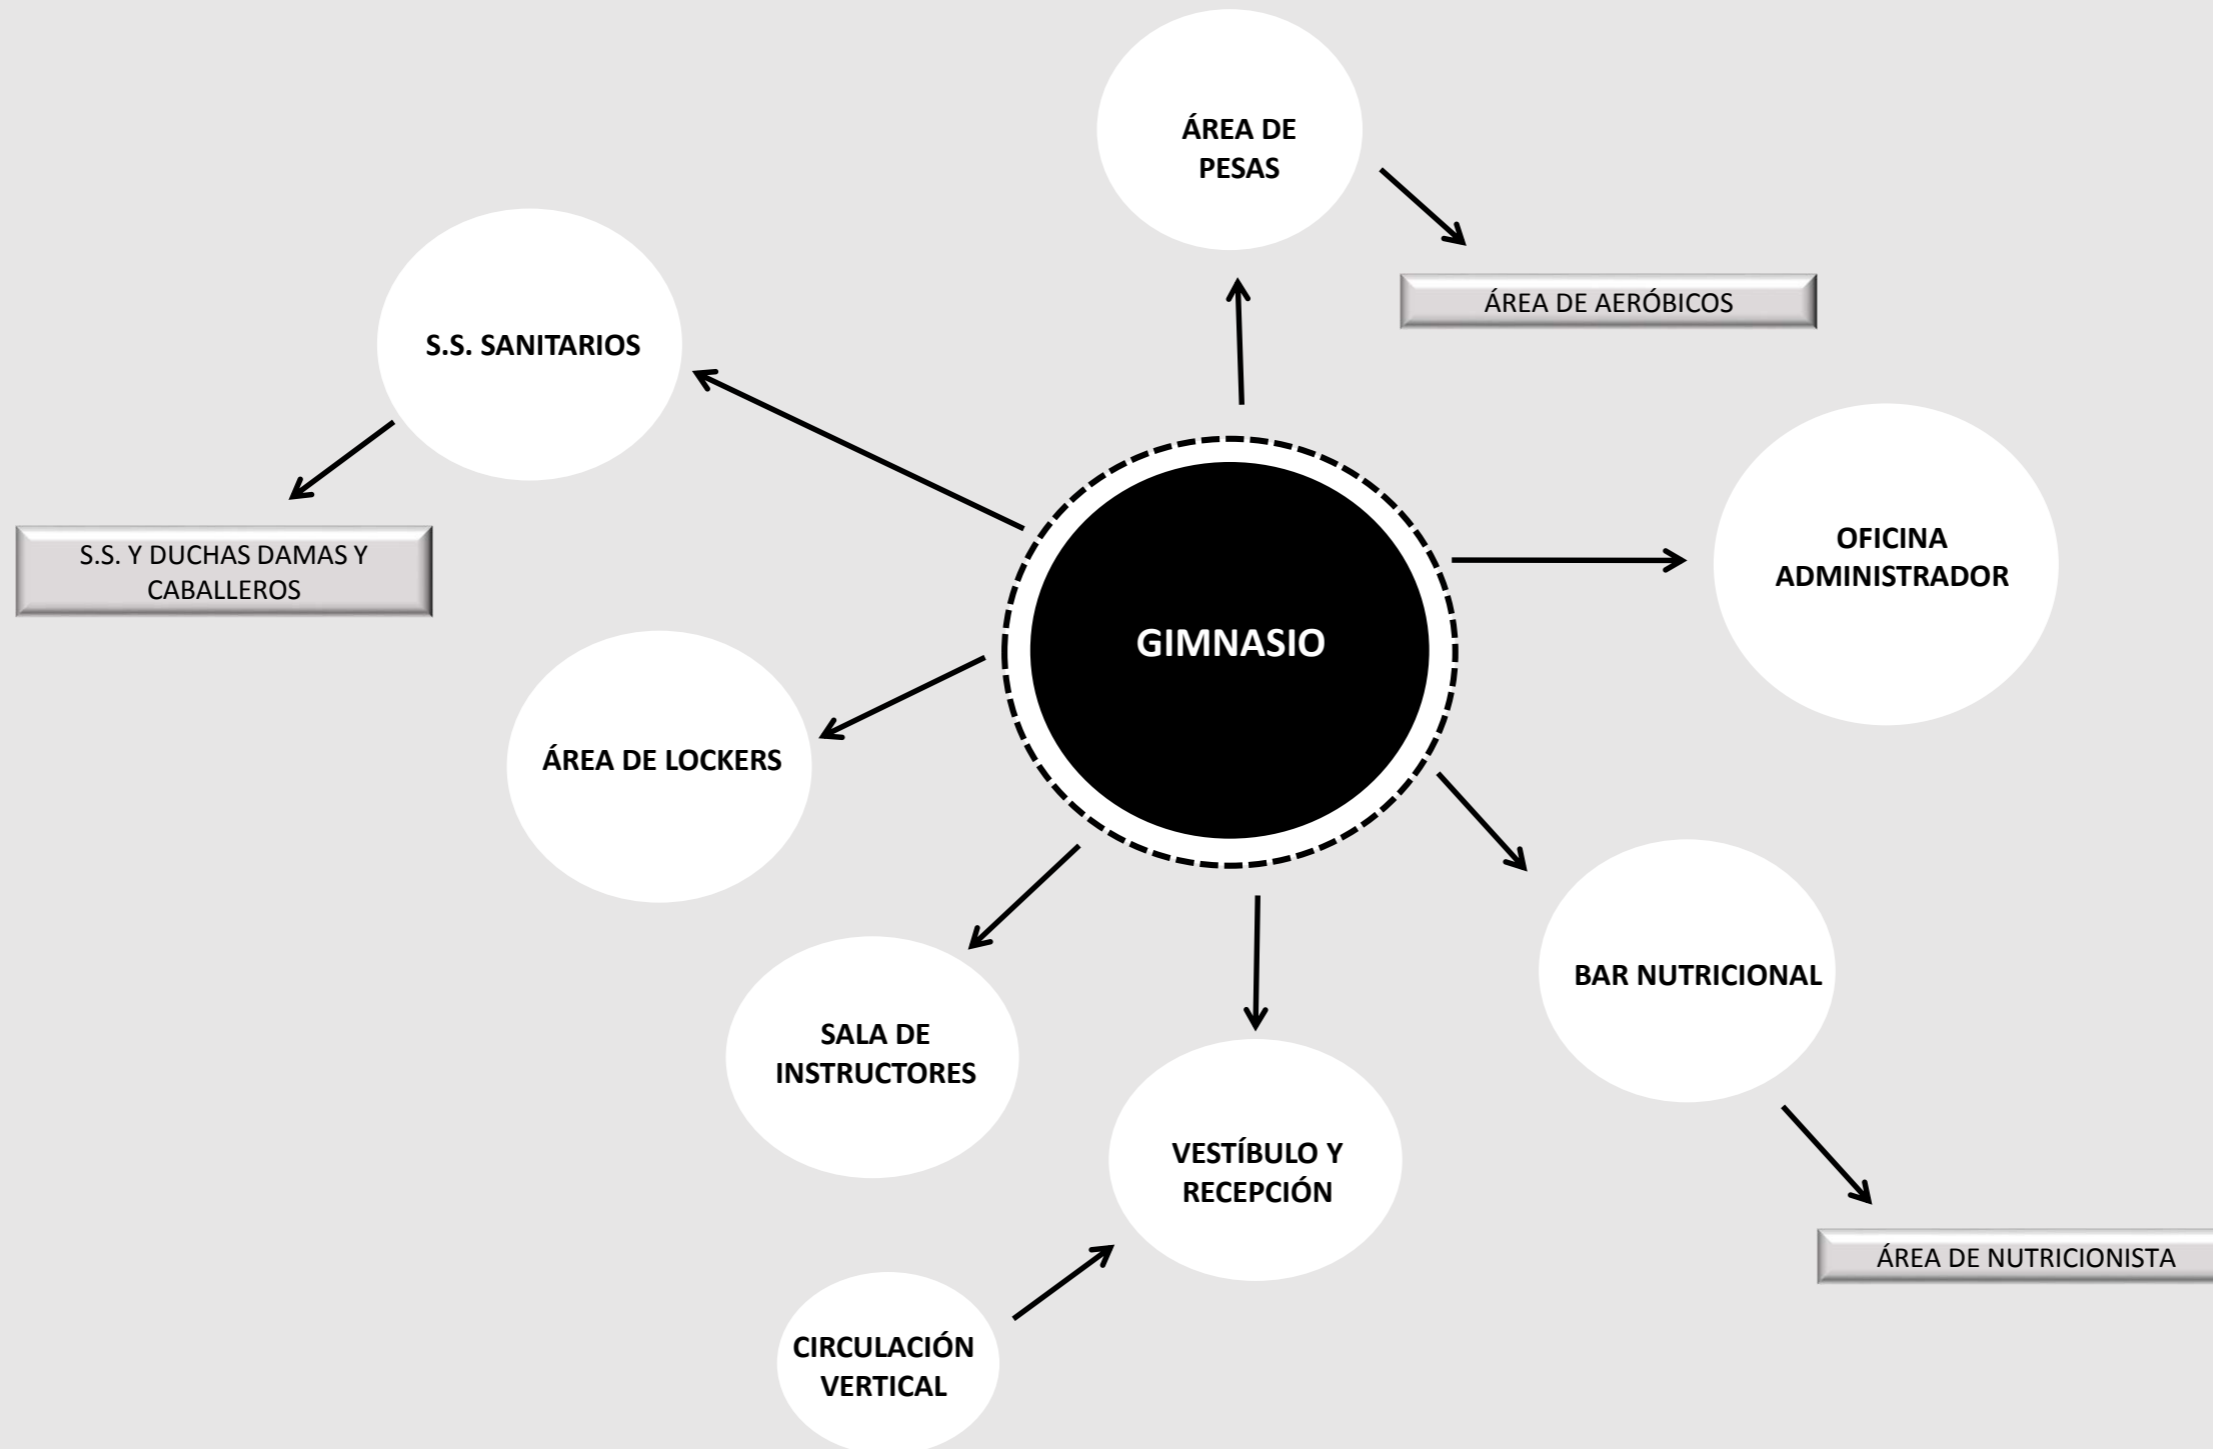 ÁREA DE
PESAS
ÁREA DE AERÓBICOS
S.S. SANITARIOS
S.S. Y DUCHAS DAMAS Y
CABALLEROS
OFICINA
ADMINISTRADOR
GIMNASIO
ÁREA DE LOCKERS
BAR NUTRICIONAL
SALA DE
INSTRUCTORES
VESTÍBULO Y
RECEPCIÓN
ÁREA DE NUTRICIONISTA
CIRCULACIÓN
VERTICAL